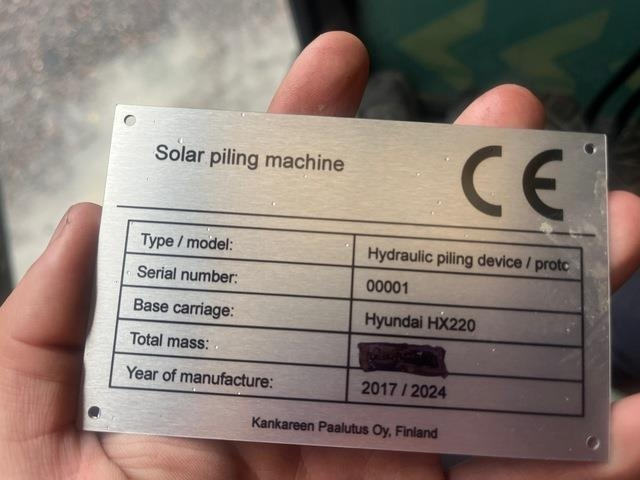 Solar piling machine
CE
Type / model: Hydraulic piling device / proto
Serial number: 00001
Base carriage: Hyundai HX220
Total mass:
Year of manufacture: 2017 / 2024
Kankareen Paalutus Oy, Finland